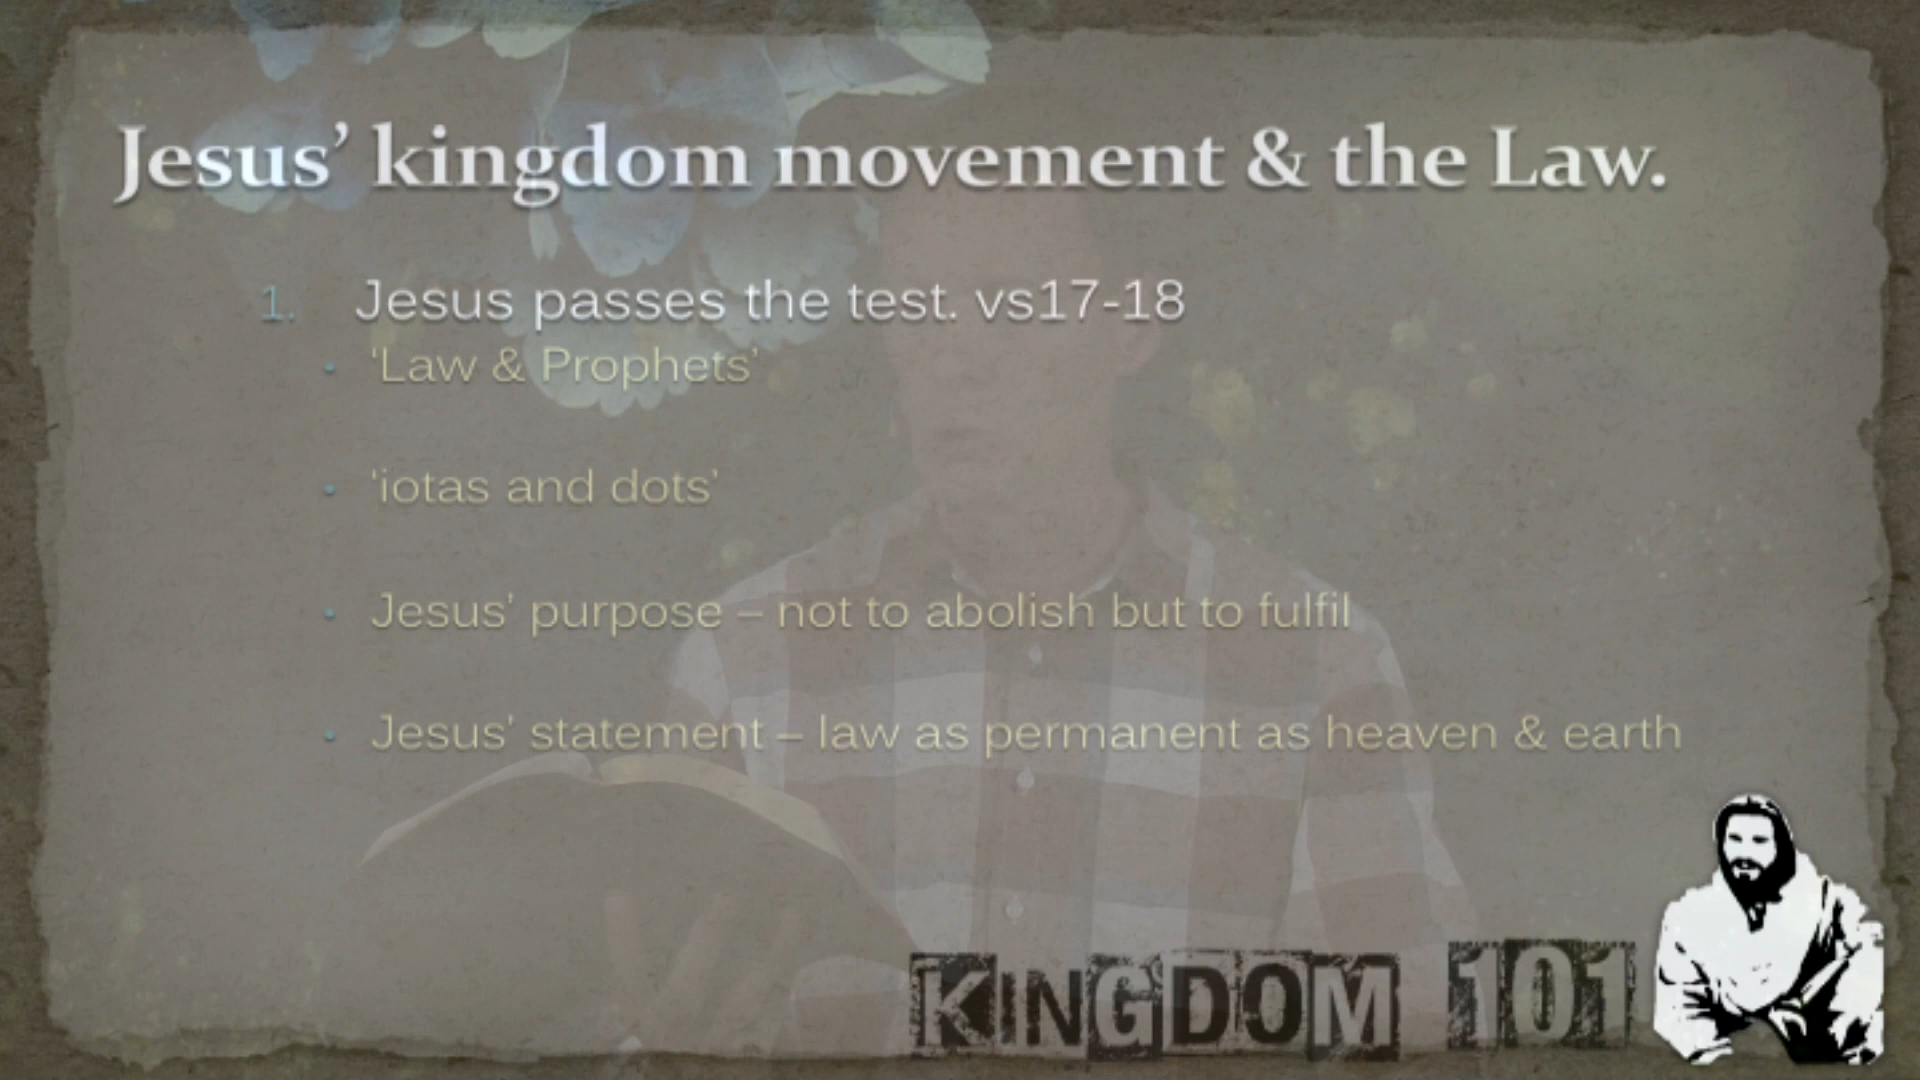 Jesus’ kingdom movement & the Law.
1. Jesus passes the test. vs17-18
• ‘Law & Prophets’
• ‘iotas and dots’
• Jesus’ purpose – not to abolish but to fulfil
• Jesus’ statement – law as permanent as heaven & earth
KINGDOM 101